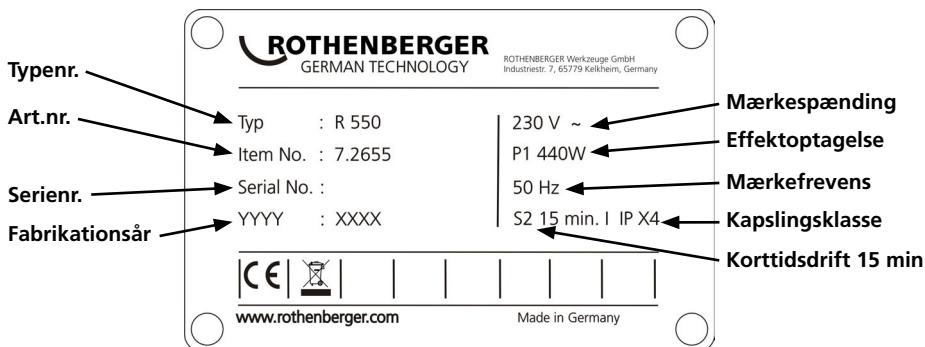 ROTHENBERGER
GERMAN TECHNOLOGY
ROTHENBERGER Werkzeuge GmbH
Industriestr. 7, 65779 Kelkheim, Germany
Typenr.
Art.nr.
Serienr.
Fabrikationsår
Typ : R 550
Item No. : 7.2655
Serial No. :
YYYY : XXXX
230 V ~
P1 440W
50 Hz
S2 15 min. I IP X4
Mærkespænding
Effektoptagelse
Mærkefrevens
Kapslingsklasse
Korttidsdrift 15 min
CE
www.rothenberger.com
Made in Germany